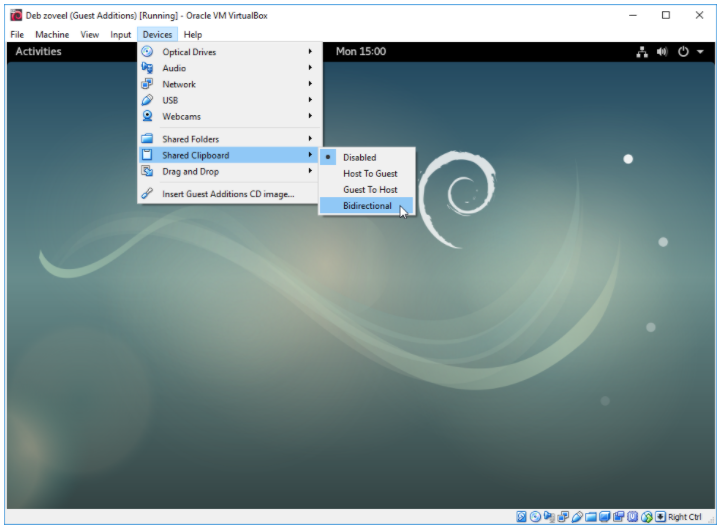 Deb zoveel (Guest Additions) [Running] - Oracle VM VirtualBox
File Machine View Input Devices Help
Activities
Mon 15:00
Optical Drives
Audio
Network
USB
Webcams
Shared Folders
Shared Clipboard
Drag and Drop
Insert Guest Additions CD image...
Disabled
Host To Guest
Guest To Host
Bidirectional
Right Ctrl